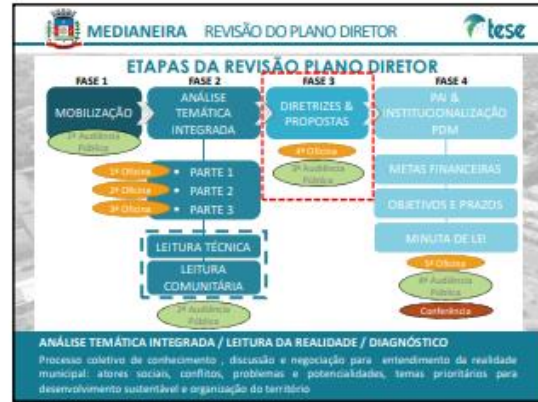 MEDIANEIRA REVISÃO DO PLANO DIRETOR
tese
ETAPAS DA REVISÃO PLANO DIRETOR
FASE 1
MOBILIZAÇÃO
1ª Audiência
Pública
FASE 2
ANÁLISE
TEMÁTICA
INTEGRADA
1ª Oficina
2ª Oficina
3ª Oficina
• PARTE 1
• PARTE 2
• PARTE 3
LEITURA TÉCNICA
LEITURA
COMUNITÁRIA
2ª Audiência
Pública
FASE 3
DIRETRIZES &
PROPOSTAS
4ª Oficina
3ª Audiência
Pública
FASE 4
PAI &
INSTITUCIONALIZAÇÃO
PDM
METAS FINANCEIRAS
OBJETIVOS E PRAZOS
MINUTA DE LEI
5ª Oficina
4ª Audiência
Pública
Conferência
ANÁLISE TEMÁTICA INTEGRADA / LEITURA DA REALIDADE / DIAGNÓSTICO
Processo coletivo de conhecimento , discussão e negociação para entendimento da realidade
municipal: atores sociais, conflitos, problemas e potencialidades, temas prioritários para
desenvolvimento sustentável e organização do território